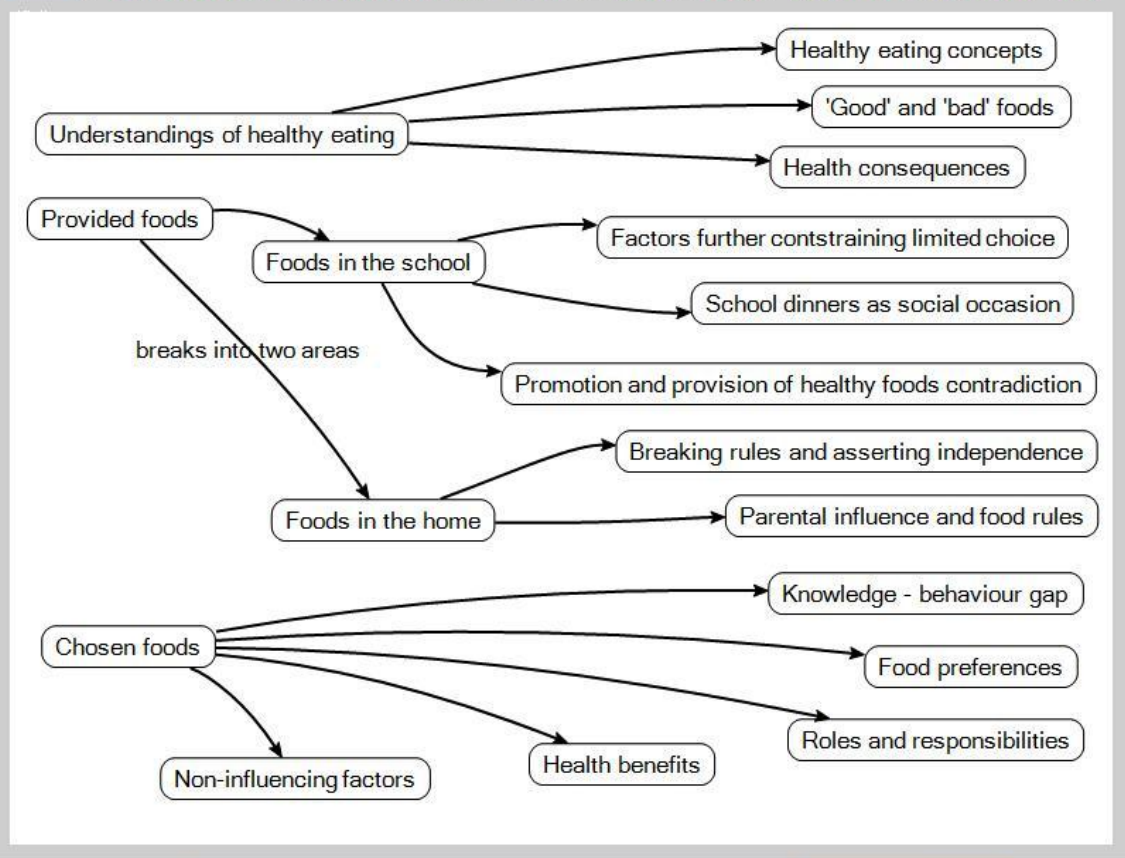 Healthy eating concepts
'Good' and 'bad' foods
Understandings of healthy eating
Health consequences
Provided foods
Factors further contstraining limited choice
Foods in the school
School dinners as social occasion
breaks into two areas
Promotion and provision of healthy foods contradiction
Breaking rules and asserting independence
Foods in the home
Parental influence and food rules
Knowledge - behaviour gap
Chosen foods
Food preferences
Roles and responsibilities
Health benefits
Non-influencing factors